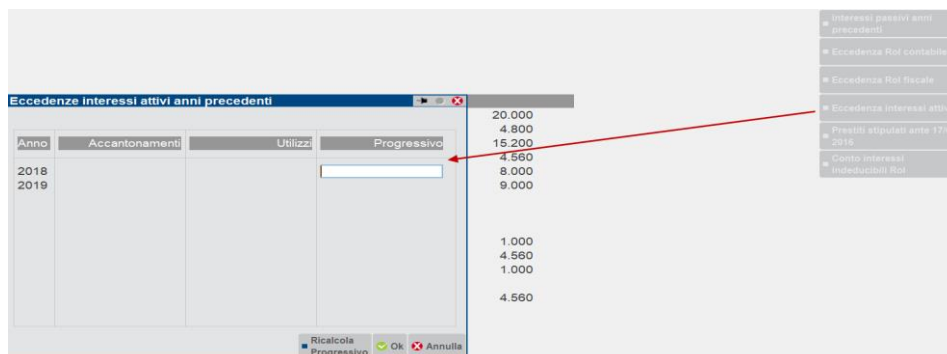 Interessi passivi anni
precedenti
Eccedenza Rol contabile
Eccedenza Rol fiscale
Eccedenze interessi attivi anni precedenti
Eccedenza interessi
Prestiti stipulati ante
2016
Conto interessi
indeducibili Rol
Anno Accantonamenti Utilizzi Progressivo
2018
2019
20.000
4.800
15.200
4.560
8.000
9.000
1.000
4.560
1.000
4.560
Ricalcola
Progressivo
Ok Annulla